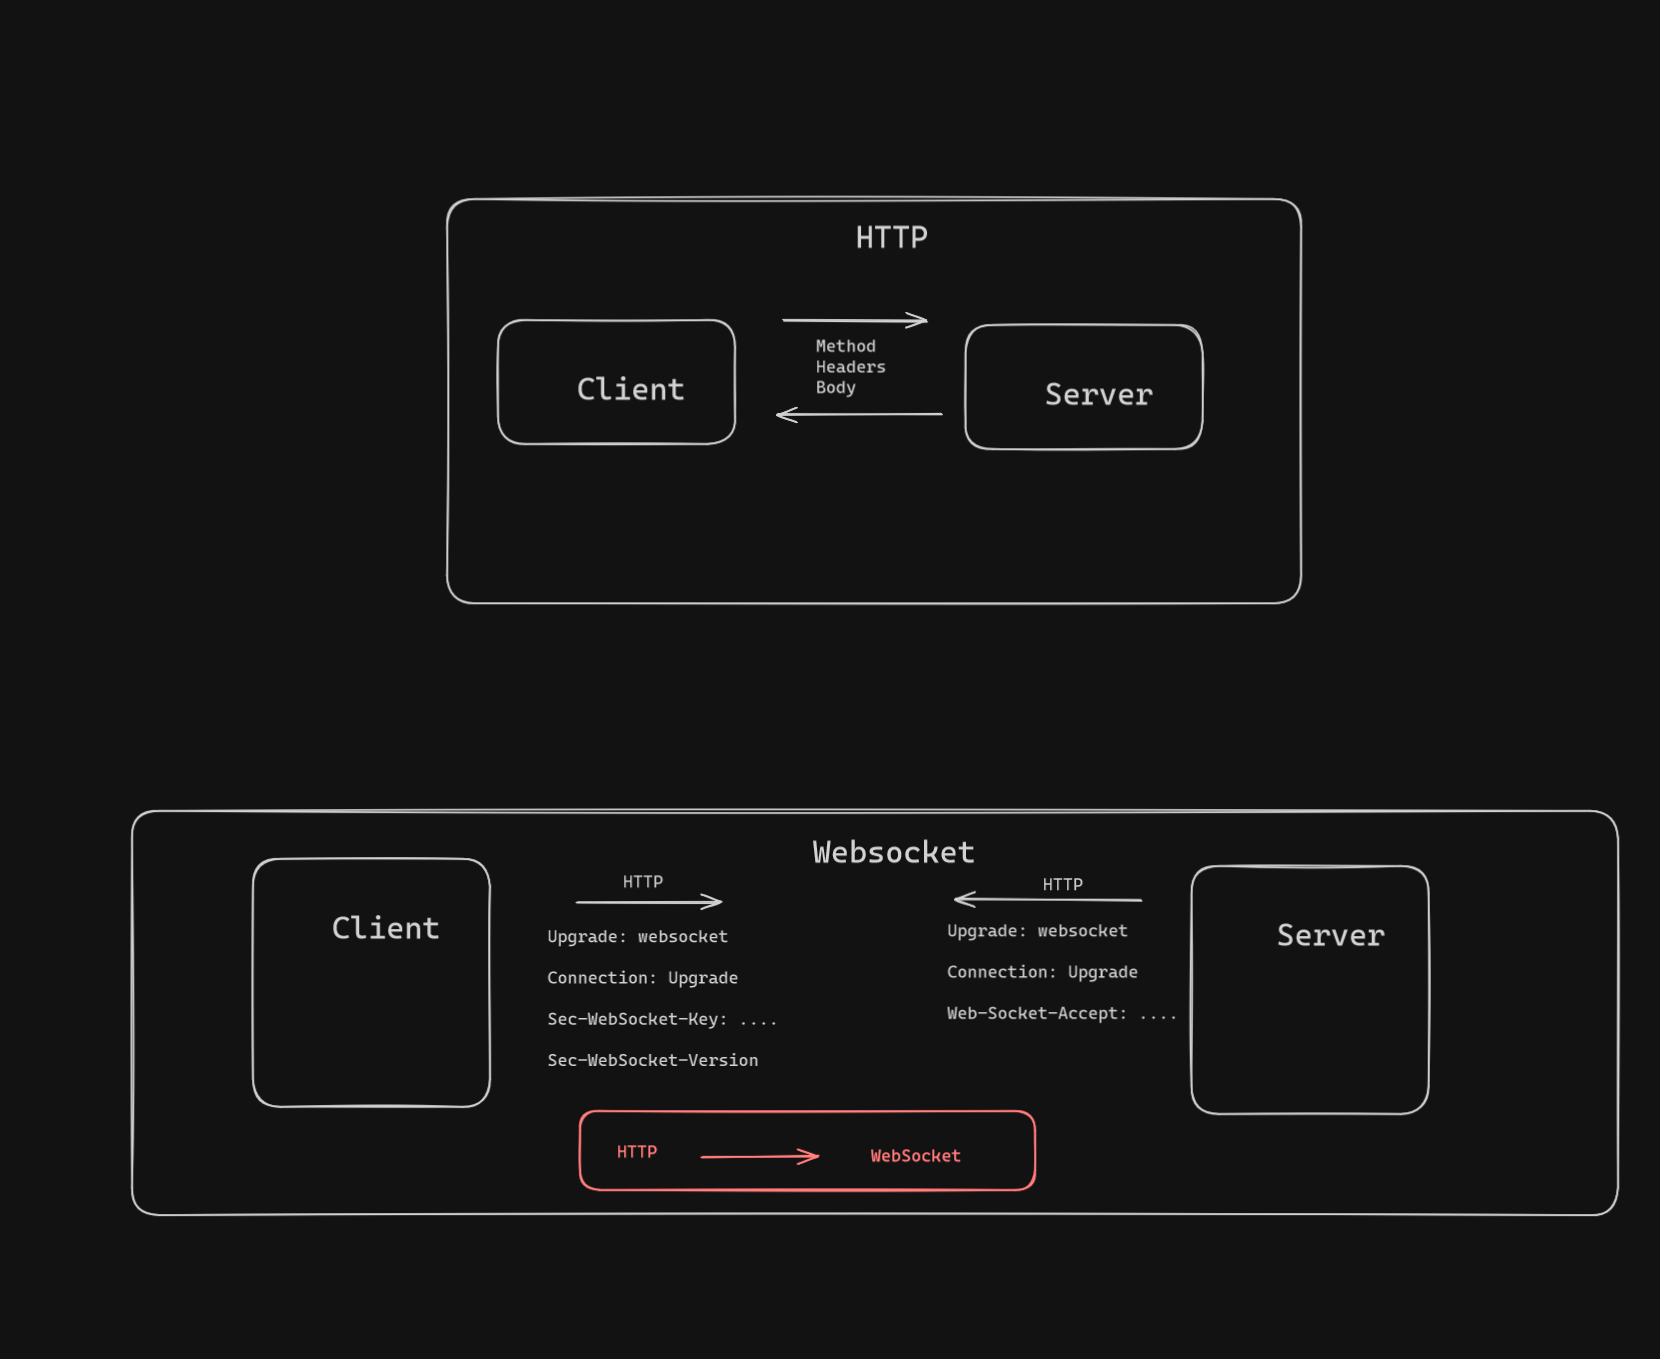 HTTP
Client
Method
Headers
Body
Server
Websocket
Client
HTTP
Upgrade: websocket
Connection: Upgrade
Sec-WebSocket-Key: ....
Sec-WebSocket-Version
HTTP
Upgrade: websocket
Connection: Upgrade
Web-Socket-Accept: ....
Server
HTTP
WebSocket